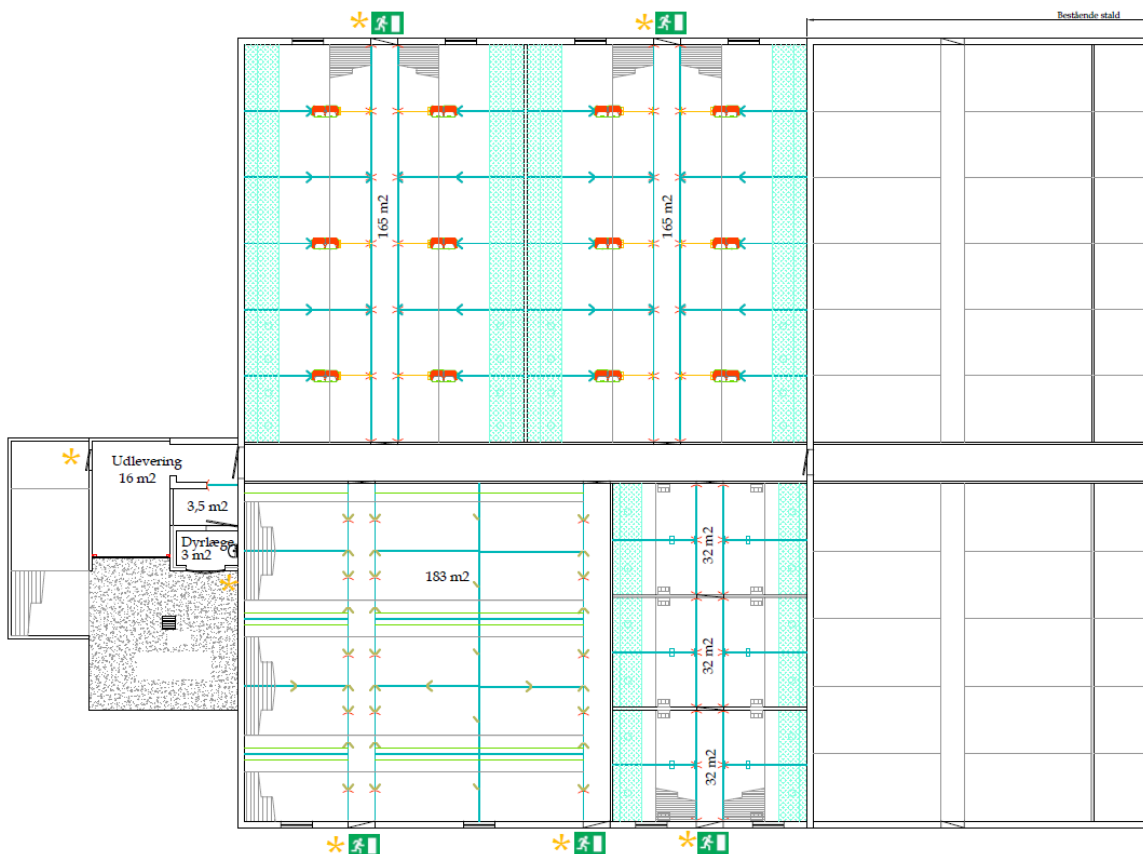 Bestående stald
165 m2
165 m2
Udlevering
16 m2
3,5 m2
Dyrlæge
3 m2
183 m2
32 m2
32 m2
32 m2